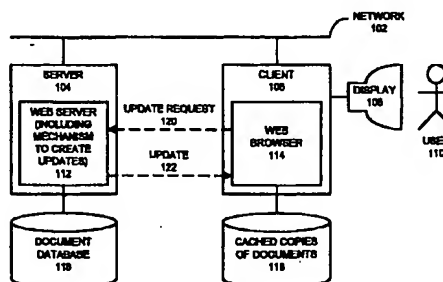 NETWORK
102
SERVER
104
CLIENT
106
DISPLAY
108
USER
110
WEB SERVER
(INCLUDING
MECHANISM
TO CREATE
UPDATES)
112
UPDATE REQUEST
120
UPDATE
122
WEB
BROWSER
114
DOCUMENT
DATABASE
118
CACHED COPIES
OF DOCUMENTS
116